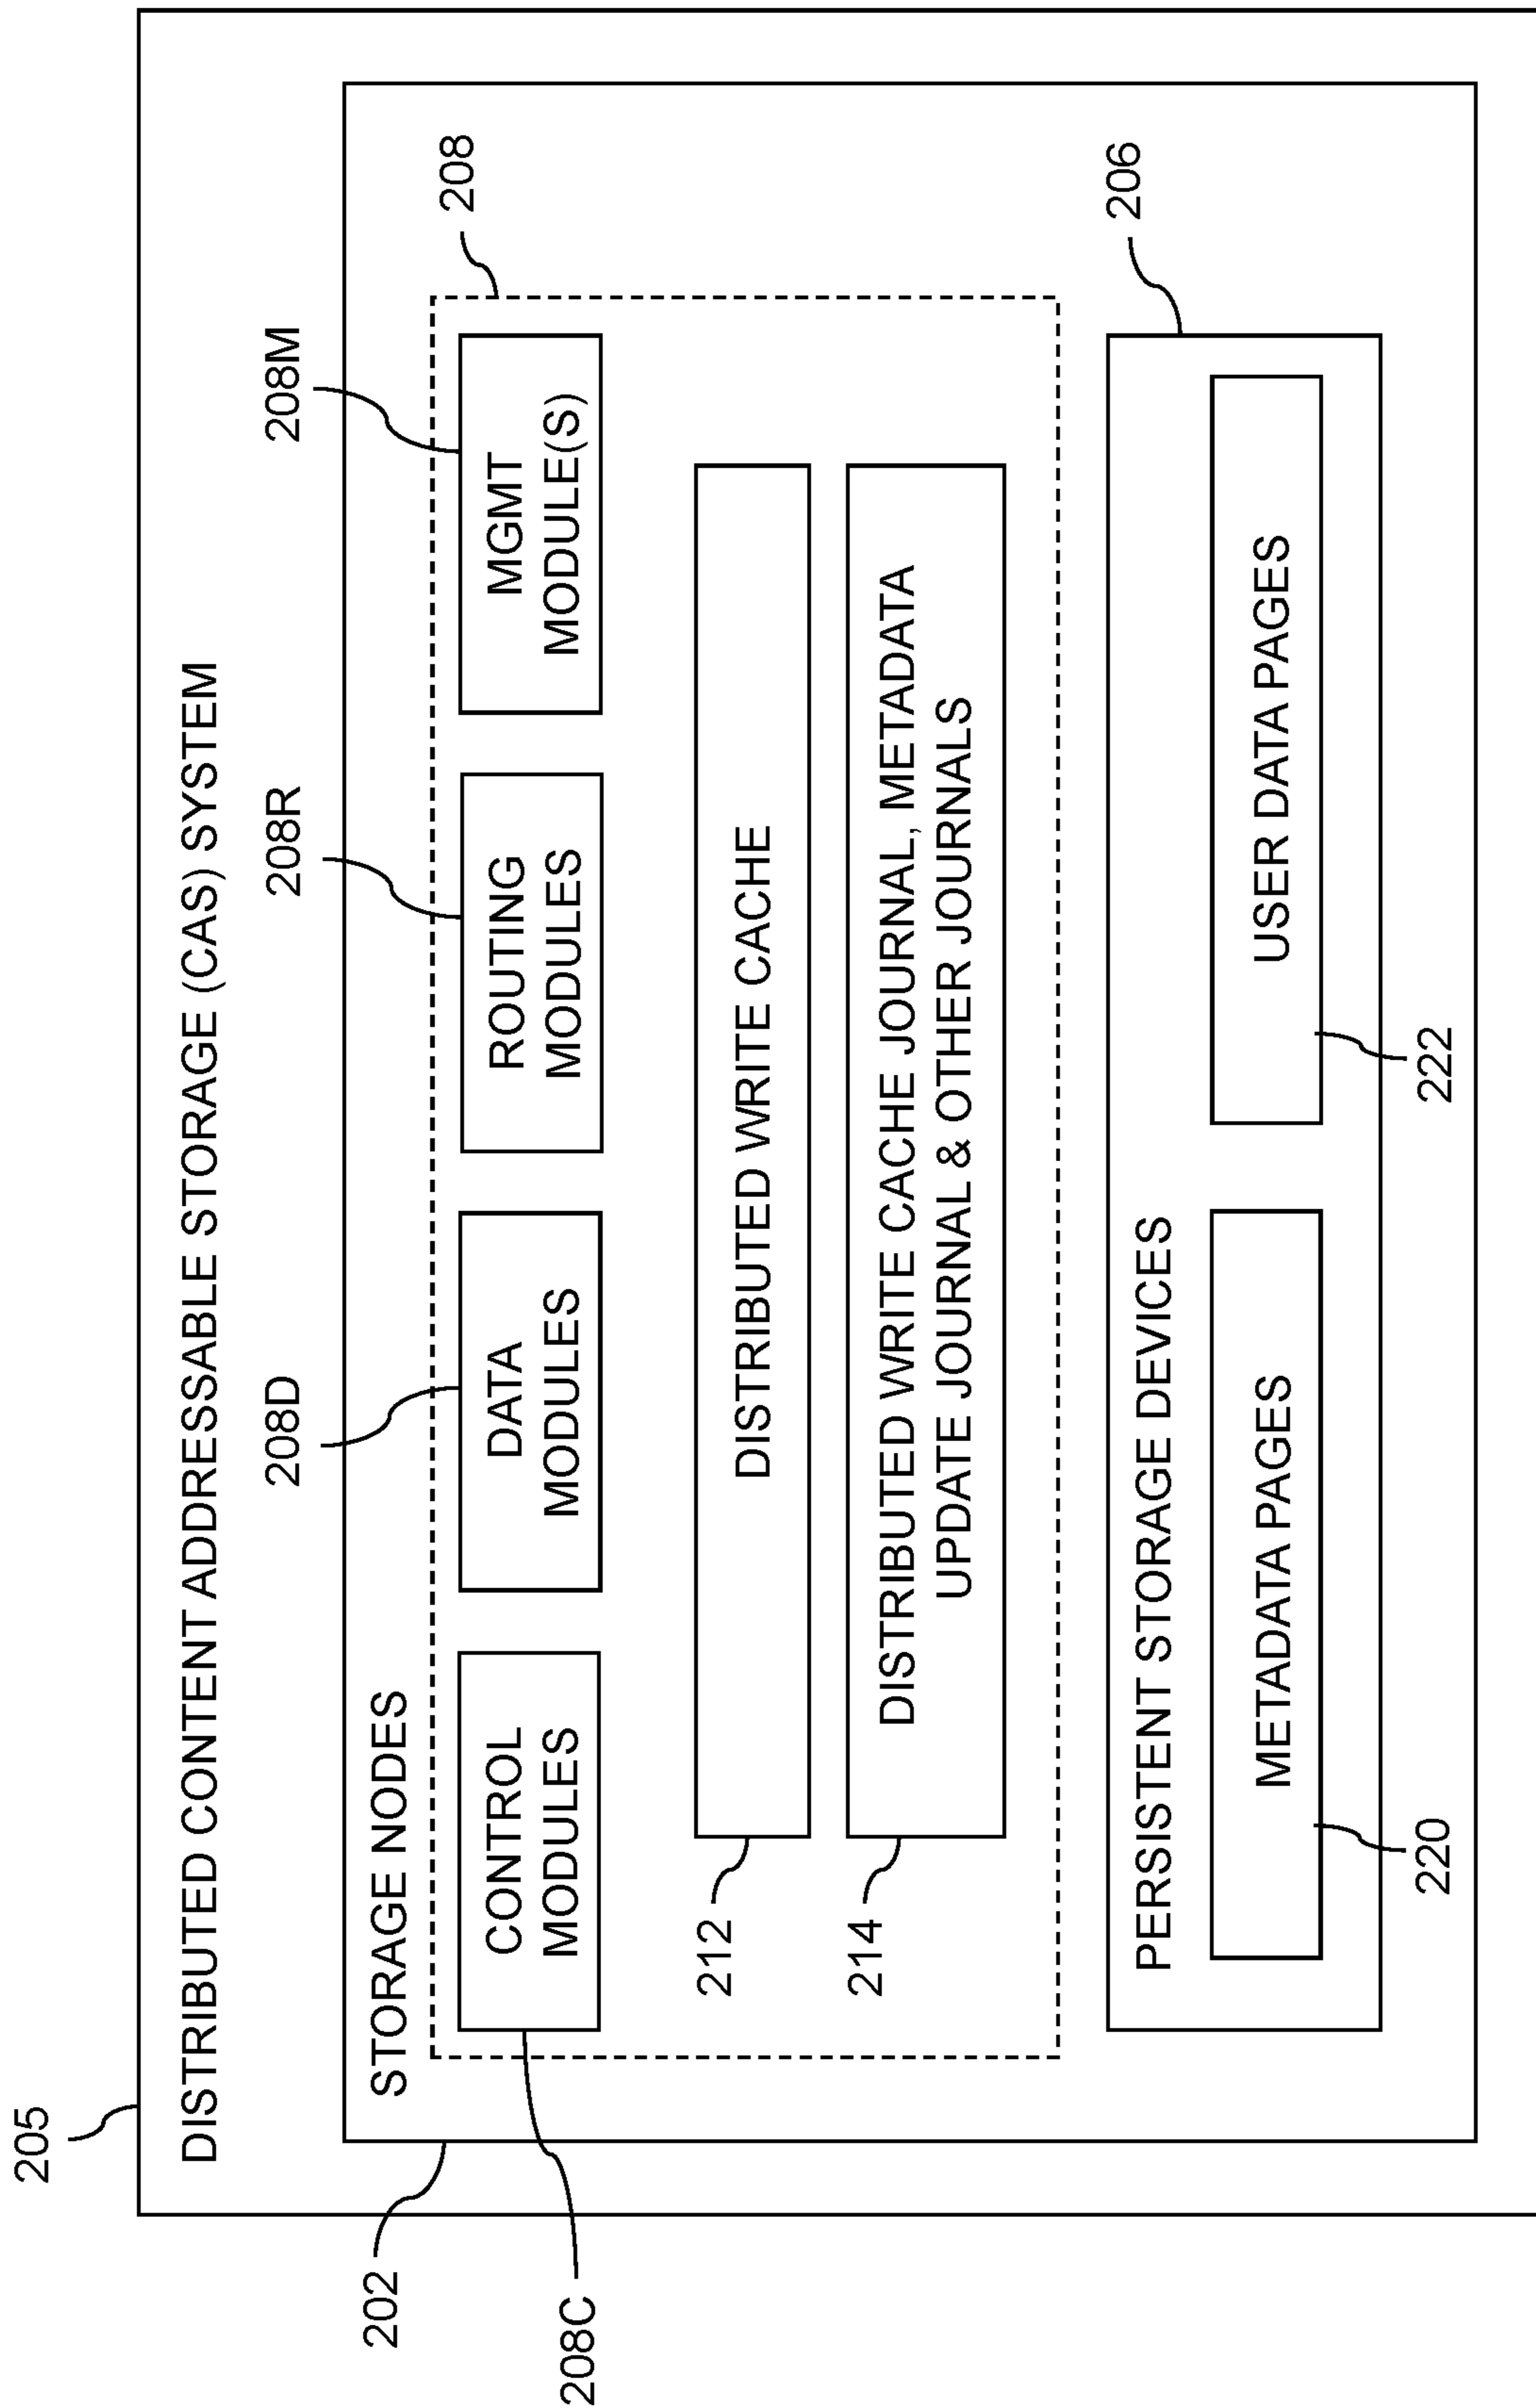 205
DISTRIBUTED CONTENT ADDRESSABLE STORAGE (CAS) SYSTEM
202
STORAGE NODES
208D
208R
208M
208
208C
CONTROL
MODULES
DATA
MODULES
ROUTING
MODULES
MGMT
MODULE(S)
212
DISTRIBUTED WRITE CACHE
214
DISTRIBUTED WRITE CACHE JOURNAL, METADATA
UPDATE JOURNAL & OTHER JOURNALS
206
PERSISTENT STORAGE DEVICES
METADATA PAGES
USER DATA PAGES
220
222